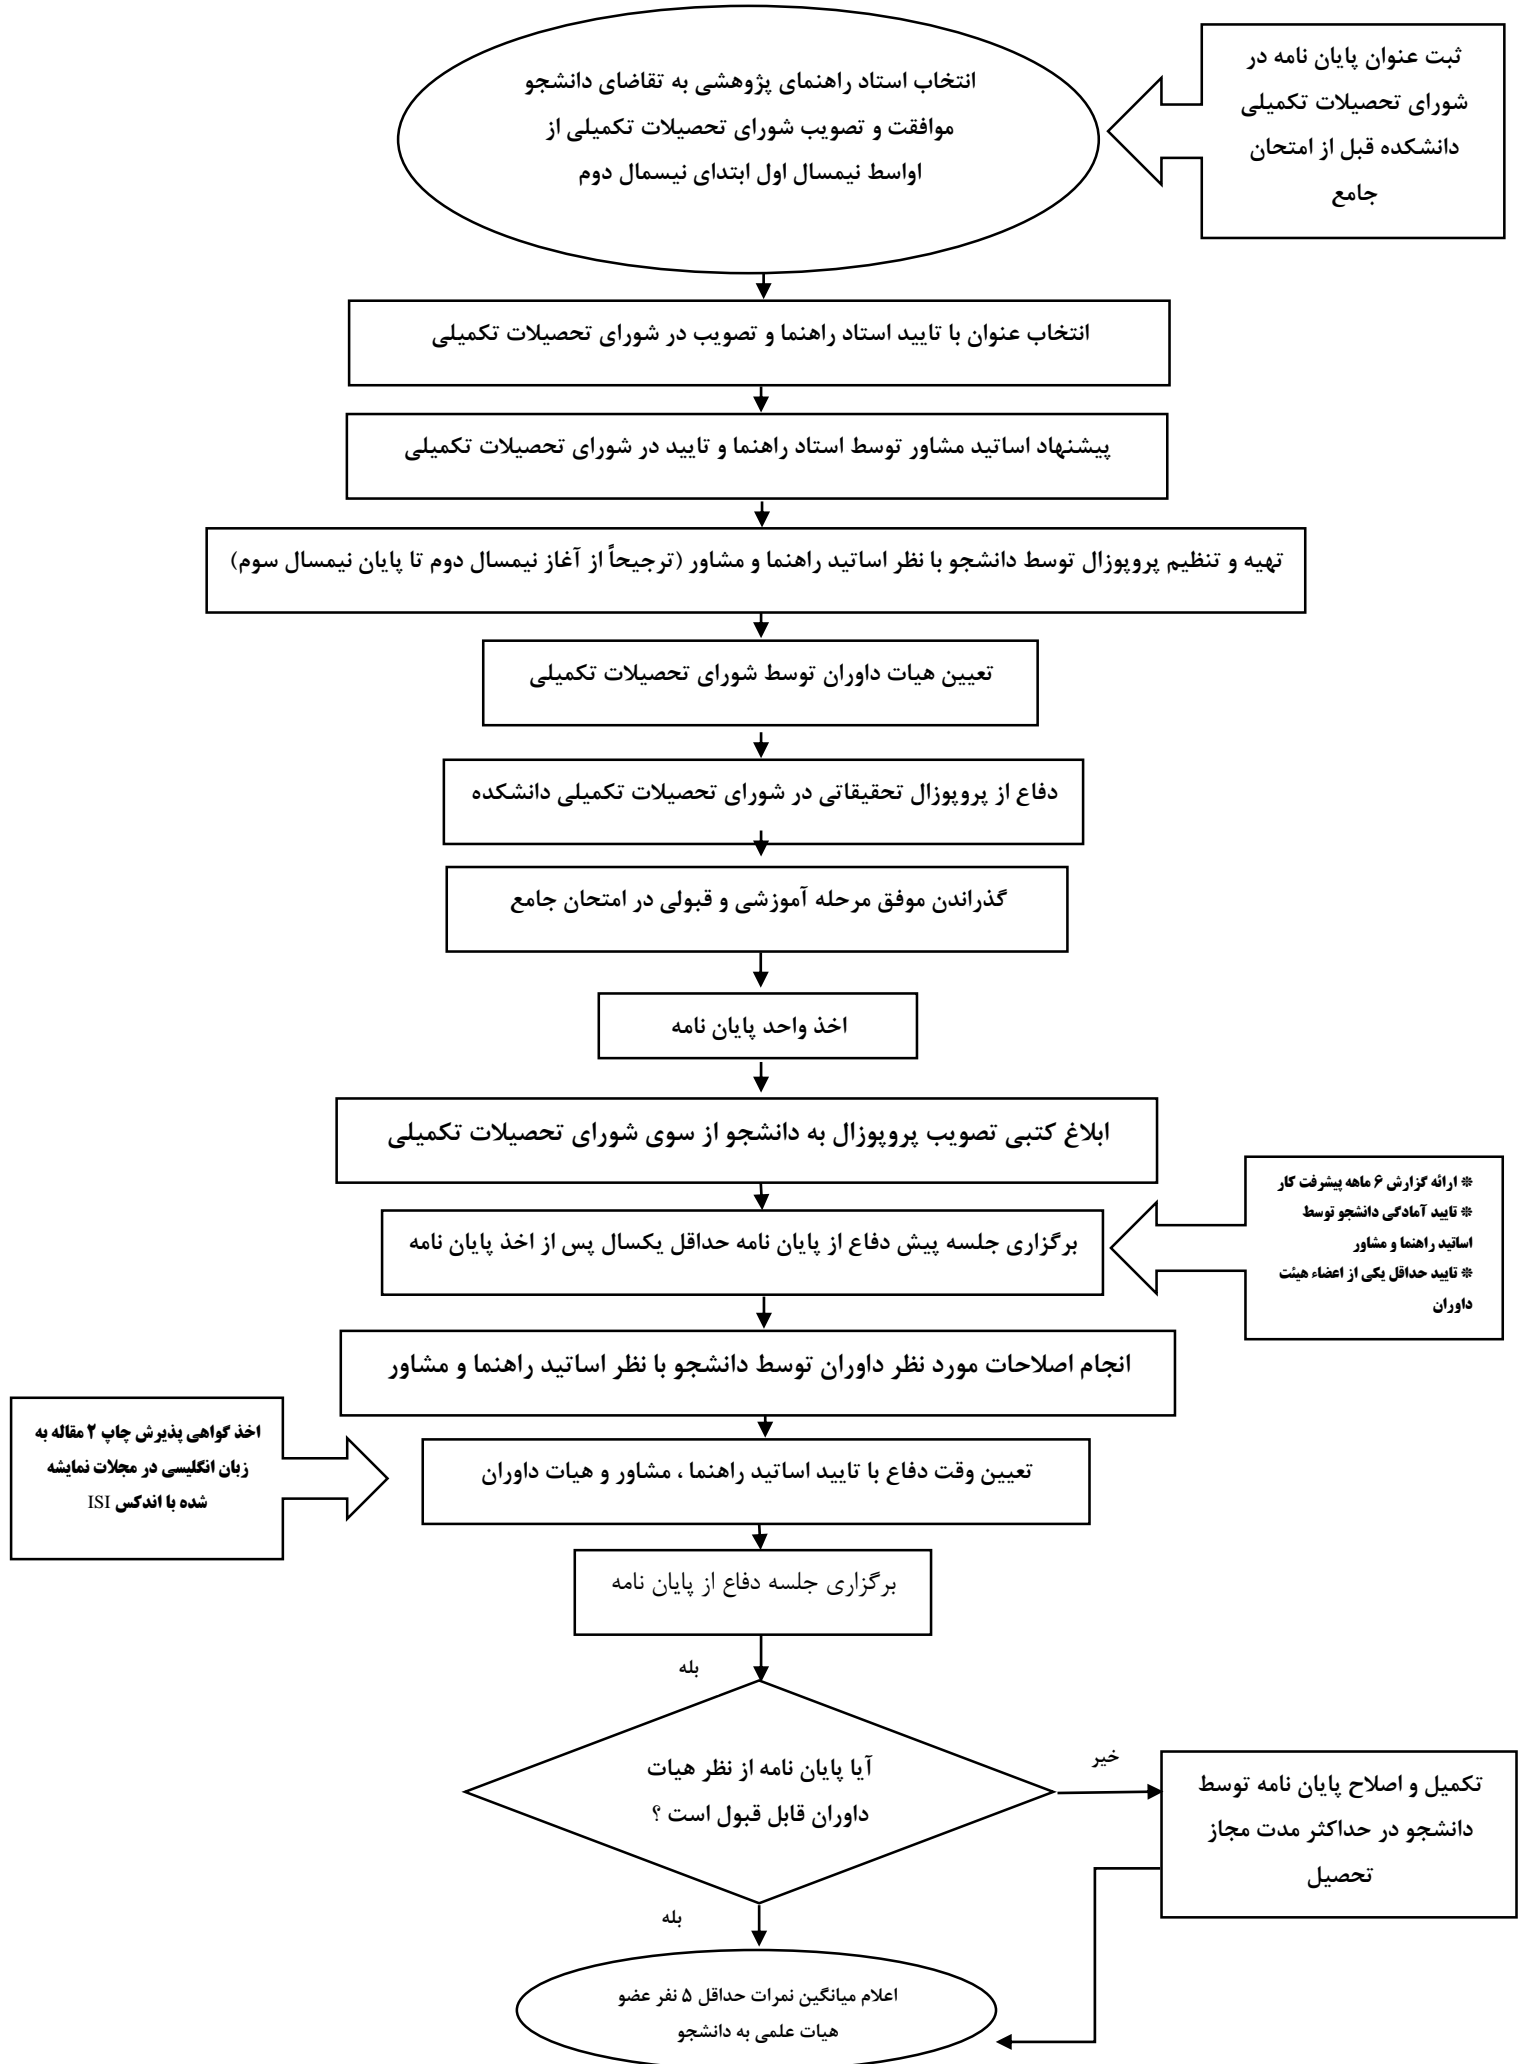 انتخاب استاد راهنمای پژوهشی به تقاضای دانشجو
موافقت و تصویب شورای تحصیلات تکمیلی از
اواسط نیمسال اول ابتدای نیسمال دوم
ثبت عنوان پایان نامه در
شورای تحصیلات تکمیلی
دانشکده قبل از امتحان
جامع
انتخاب عنوان با تایید استاد راهنما و تصویب در شورای تحصیلات تکمیلی
پیشنهاد اساتید مشاور توسط استاد راهنما و تایید در شورای تحصیلات تکمیلی
تهیه و تنظیم پروپوزال توسط دانشجو با نظر اساتید راهنما و مشاور (ترجیحاً از آغاز نیمسال دوم تا پایان نیمسال سوم)
تعیین هیات داوران توسط شورای تحصیلات تکمیلی
دفاع از پروپوزال تحقیقاتی در شورای تحصیلات تکمیلی دانشکده
گذراندن موفق مرحله آموزشی و قبولی در امتحان جامع
اخذ واحد پایان نامه
ابلاغ کتبی تصویب پروپوزال به دانشجو از سوی شورای تحصیلات تکمیلی
※ ارائه گزارش ۶ ماهه پیشرفت کار
※ تایید آمادگی دانشجو توسط
اساتید راهنما و مشاور
※ تایید حداقل یکی از اعضاء هیئت
داوران
برگزاری جلسه پیش دفاع از پایان نامه حداقل یکسال پس از اخذ پایان نامه
انجام اصلاحات مورد نظر داوران توسط دانشجو با نظر اساتید راهنما و مشاور
اخذ گواهی پذیرش چاپ ۲ مقاله به
زبان انگلیسی در مجلات نمایشه
شده با اندکس ISI
تعیین وقت دفاع با تایید اساتید راهنما ، مشاور و هیات داوران
برگزاری جلسه دفاع از پایان نامه
بله
آیا پایان نامه از نظر هیات
داوران قابل قبول است ؟
خیر
تکمیل و اصلاح پایان نامه توسط
دانشجو در حداکثر مدت مجاز
تحصیل
بله
اعلام میانگین نمرات حداقل ۵ نفر عضو
هیات علمی به دانشجو